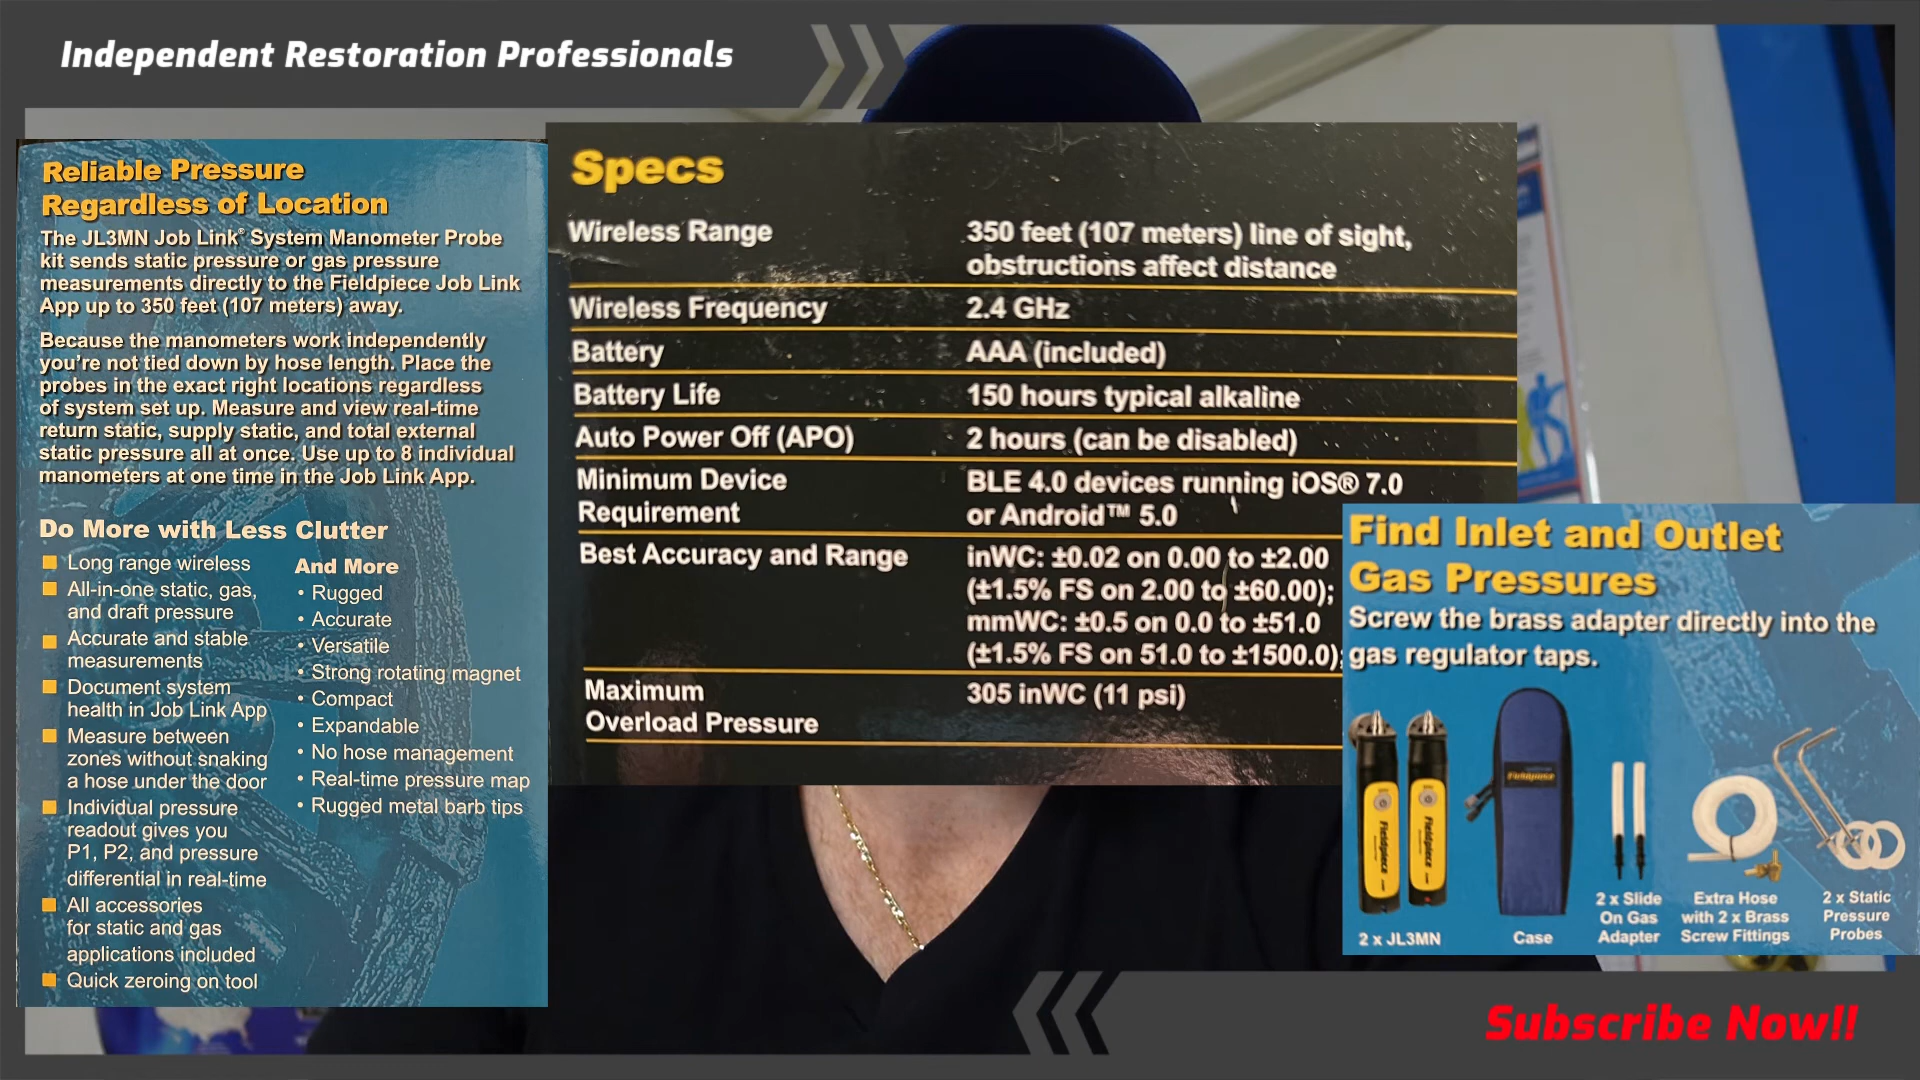 Independent Restoration Professionals
Reliable Pressure
Regardless of Location
The JL3MN Job Link® System Manometer Probe
kit sends static pressure or gas pressure
measurements directly to the Fieldpiece Job Link
App up to 350 feet (107 meters) away.
Because the manometers work independently
you're not tied down by hose length. Place the
probes in the exact right locations regardless
of system set up. Measure and view real-time
return static, supply static, and total external
static pressure all at once. Use up to 8 individual
manometers at one time in the Job Link App.
Do More with Less Clutter
Long range wireless
All-in-one static, gas,
and draft pressure
Accurate and stable
measurements
Document system
health in Job Link App
Measure between
zones without snaking
a hose under the door
Individual pressure
readout gives you
P1, P2, and pressure
differential in real-time
All accessories
for static and gas
applications included
Quick zeroing on tool
And More
• Rugged
• Accurate
• Versatile
• Strong rotating magnet
• Compact
• Expandable
• No hose management
• Real-time pressure map
• Rugged metal barb tips
Specs
Wireless Range 350 feet (107 meters) line of sight,
obstructions affect distance
Wireless Frequency 2.4 GHz
Battery AAA (included)
Battery Life 150 hours typical alkaline
Auto Power Off (APO) 2 hours (can be disabled)
Minimum Device BLE 4.0 devices running iOS® 7.0
Requirement or Android™ 5.0
Best Accuracy and Range inWC: ±0.02 on 0.00 to ±2.00
(±1.5% FS on 2.00 to ±60.00);
mmWC: ±0.5 on 0.0 to ±51.0
(±1.5% FS on 51.0 to ±1500.0);
Maximum 305 inWC (11 psi)
Overload Pressure
Find Inlet and Outlet
Gas Pressures
Screw the brass adapter directly into the
gas regulator taps.
Fieldpiece
Fieldpiece
Fieldpiece
2 x JL3MN
Case
2 x Slide
On Gas
Adapter
Extra Hose
with 2 x Brass
Screw Fittings
2 x Static
Pressure
Probes
Subscribe Now!!